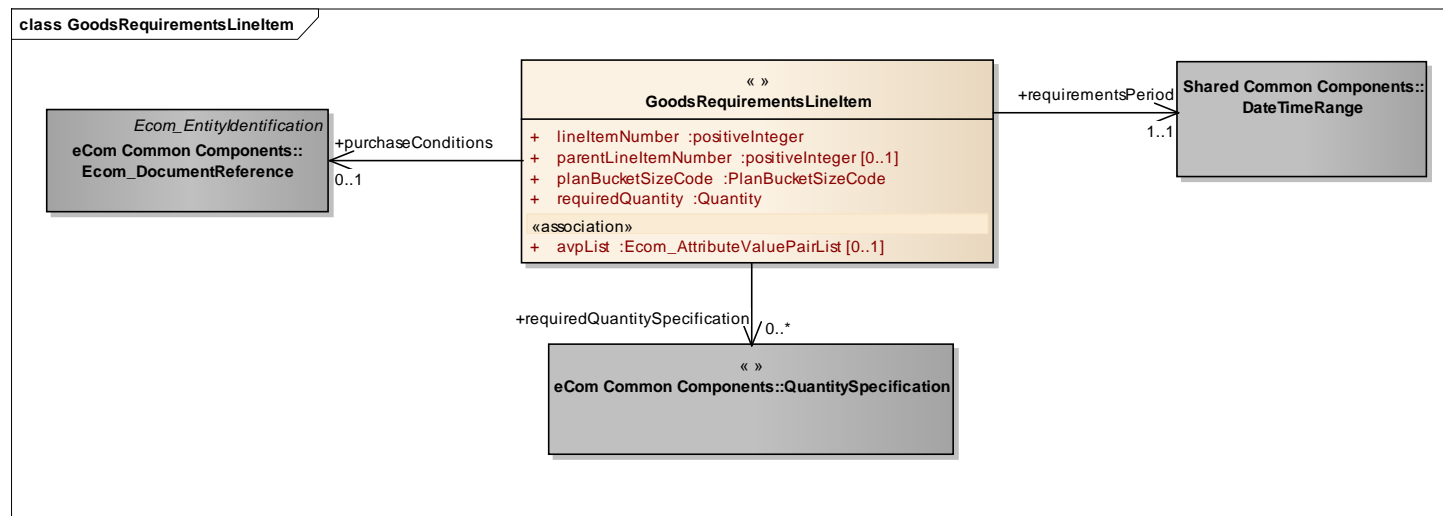 class GoodsRequirementsLineItem
« »
GoodsRequirementsLineItem
+ lineItemNumber :positiveInteger
+ parentLineItemNumber :positiveInteger [0..1]
+ planBucketSizeCode :PlanBucketSizeCode
+ requiredQuantity :Quantity
«association»
+ avpList :Ecom_AttributeValuePairList [0..1]
Ecom_EntityIdentification
eCom Common Components::
Ecom_DocumentReference
+purchaseConditions
0..1
+requirementsPeriod
1..1
Shared Common Components::
DateTimeRange
+requiredQuantitySpecification
0..*
« »
eCom Common Components::QuantitySpecification